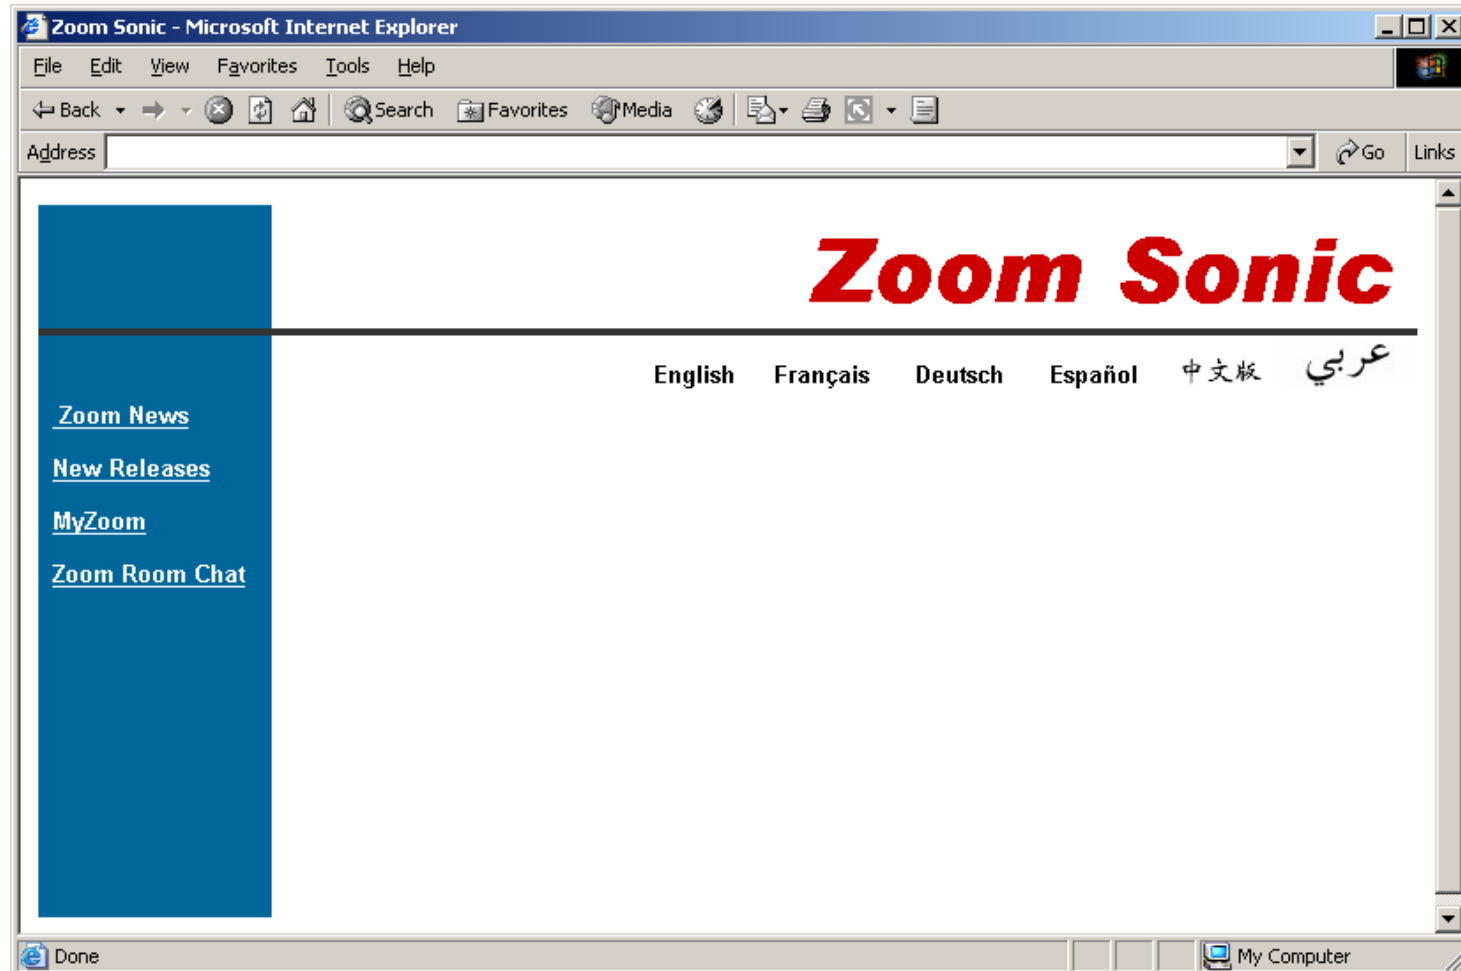 Zoom Sonic - Microsoft Internet Explorer
File Edit View Favorites Tools Help
Back Search Favorites Media
Address Go Links
Zoom Sonic
English Français Deutsch Español 中文版 عربي
Zoom News
New Releases
MyZoom
Zoom Room Chat
Done My Computer